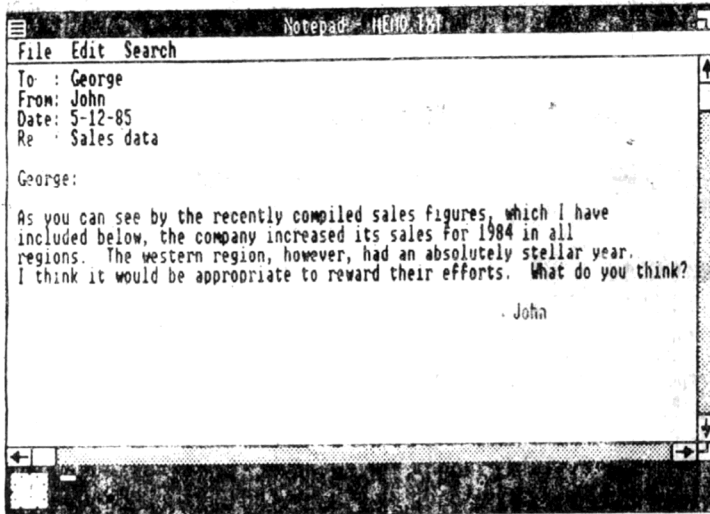 Notepad - MEMO.TXT
File Edit Search
To : George
From: John
Date: 5-12-85
Re : Sales data
George:
As you can see by the recently compiled sales figures, which I have
included below, the company increased its sales for 1984 in all
regions. The western region, however, had an absolutely stellar year.
I think it would be appropriate to reward their efforts. What do you think?
John